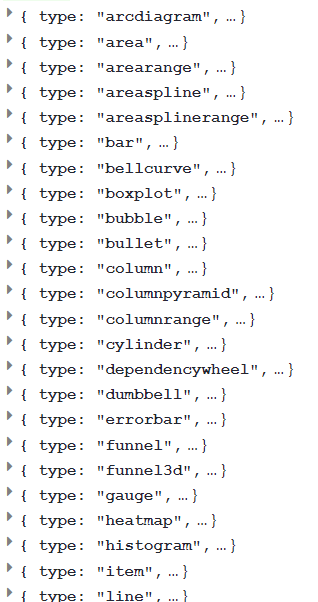 { type: "arcdiagram",…}
{ type: "area",…}
{ type: "arearange",…}
{ type: "areaspline",…}
{ type: "areasplinerange",…}
{ type: "bar",…}
{ type: "bellcurve",…}
{ type: "boxplot",…}
{ type: "bubble",…}
{ type: "bullet",…}
{ type: "column",…}
{ type: "columnpyramid",…}
{ type: "columnrange",…}
{ type: "cylinder",…}
{ type: "dependencywheel",…}
{ type: "dumbbell",…}
{ type: "errorbar",…}
{ type: "funnel",…}
{ type: "funnel3d",…}
{ type: "gauge",…}
{ type: "heatmap",…}
{ type: "histogram",…}
{ type: "item",…}
{ type: "line",…}